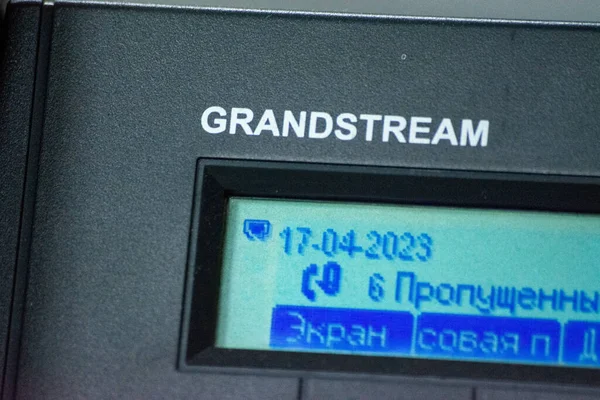 GRANDSTREAM
17-04-2023
6 Пропущенны
Экран совая п Д